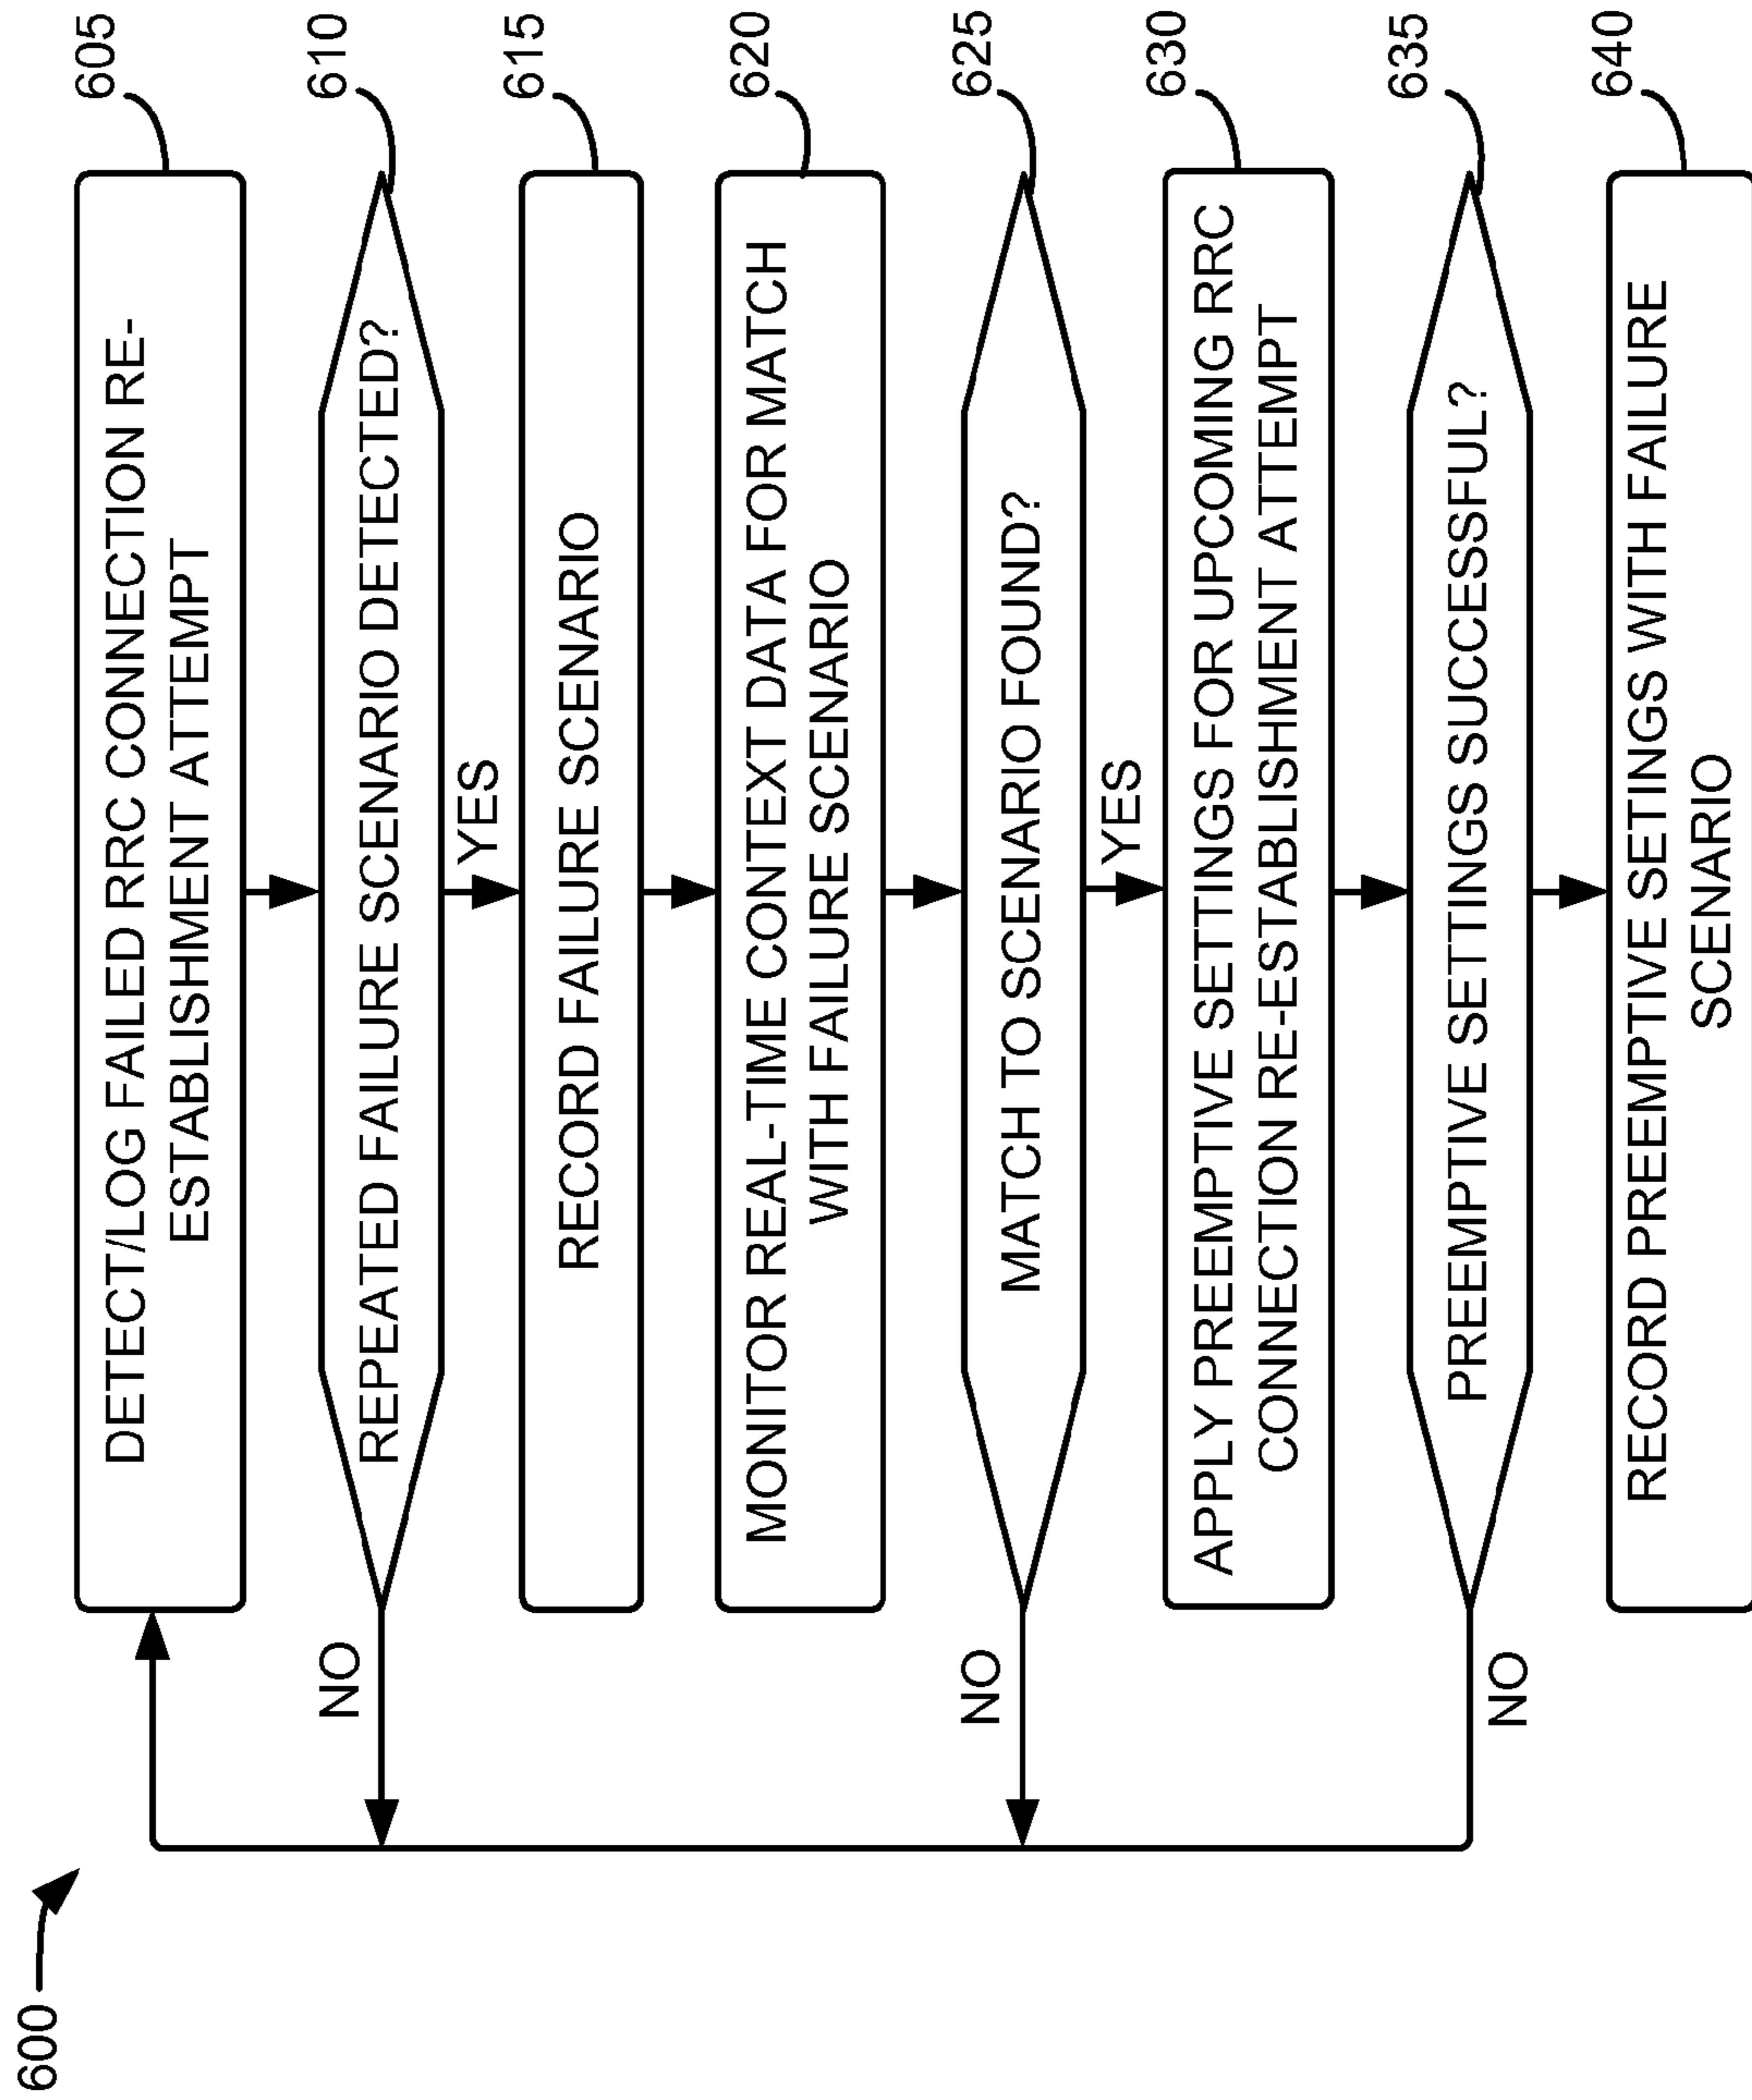 600
605
DETECT/LOG FAILED RRC CONNECTION RE-
ESTABLISHMENT ATTEMPT
610
REPEATED FAILURE SCENARIO DETECTED?
NO
YES
615
RECORD FAILURE SCENARIO
620
MONITOR REAL-TIME CONTEXT DATA FOR MATCH
WITH FAILURE SCENARIO
625
MATCH TO SCENARIO FOUND?
NO
YES
630
APPLY PREEMPTIVE SETTINGS FOR UPCOMING RRC
CONNECTION RE-ESTABLISHMENT ATTEMPT
635
PREEMPTIVE SETTINGS SUCCESSFUL?
NO
640
RECORD PREEMPTIVE SETTINGS WITH FAILURE
SCENARIO